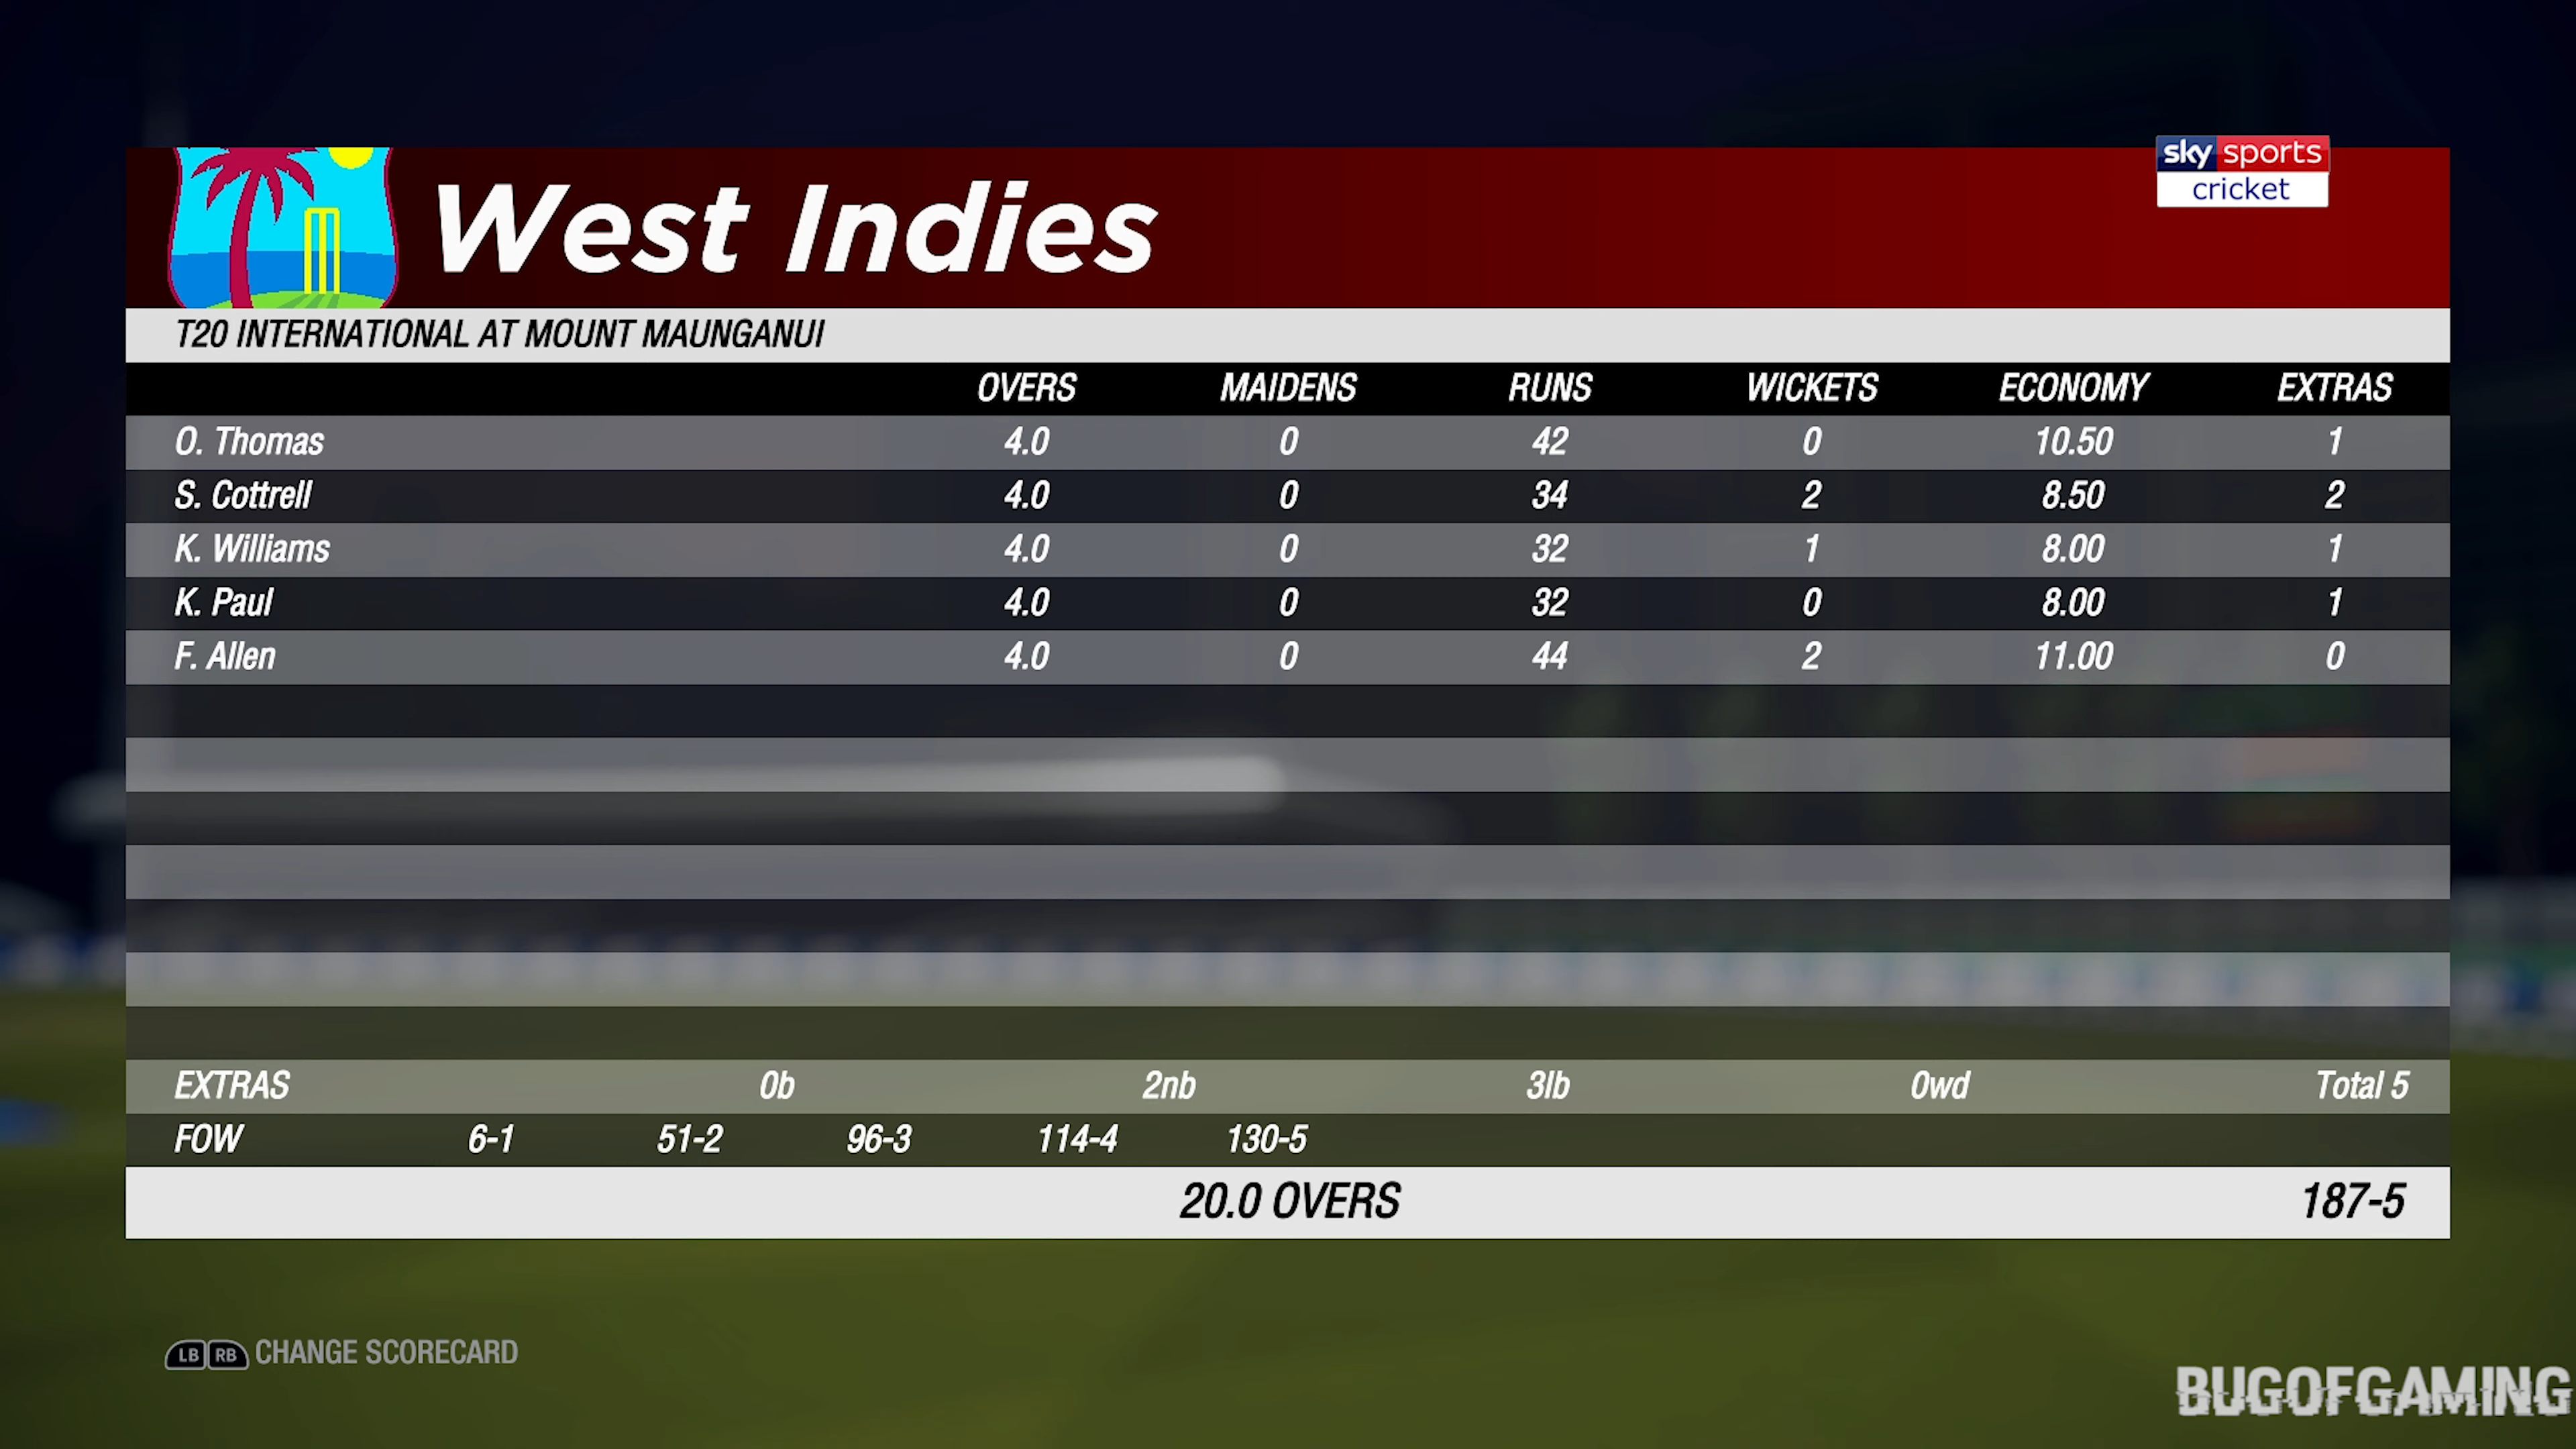 sky sports
cricket
West Indies
T20 INTERNATIONAL AT MOUNT MAUNGANUI
OVERS MAIDENS RUNS WICKETS ECONOMY EXTRAS
O. Thomas 4.0 0 42 0 10.50 1
S. Cottrell 4.0 0 34 2 8.50 2
K. Williams 4.0 0 32 1 8.00 1
K. Paul 4.0 0 32 0 8.00 1
F. Allen 4.0 0 44 2 11.00 0
EXTRAS 0b 2nb 3lb 0wd Total 5
FOW 6-1 51-2 96-3 114-4 130-5
20.0 OVERS 187-5
LB RB CHANGE SCORECARD
BUGOFGAMING